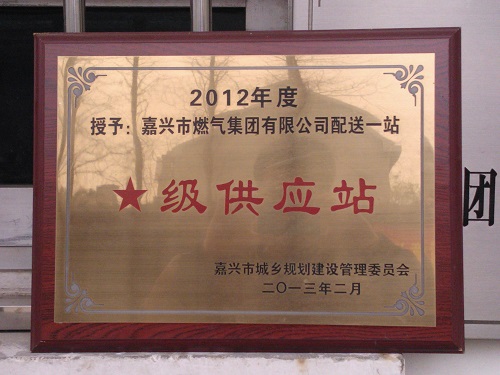 2012年度
授予：嘉兴市燃气集团有限公司配送一站
★级供应站
嘉兴市城乡规划建设管理委员会
二〇一三年二月
团